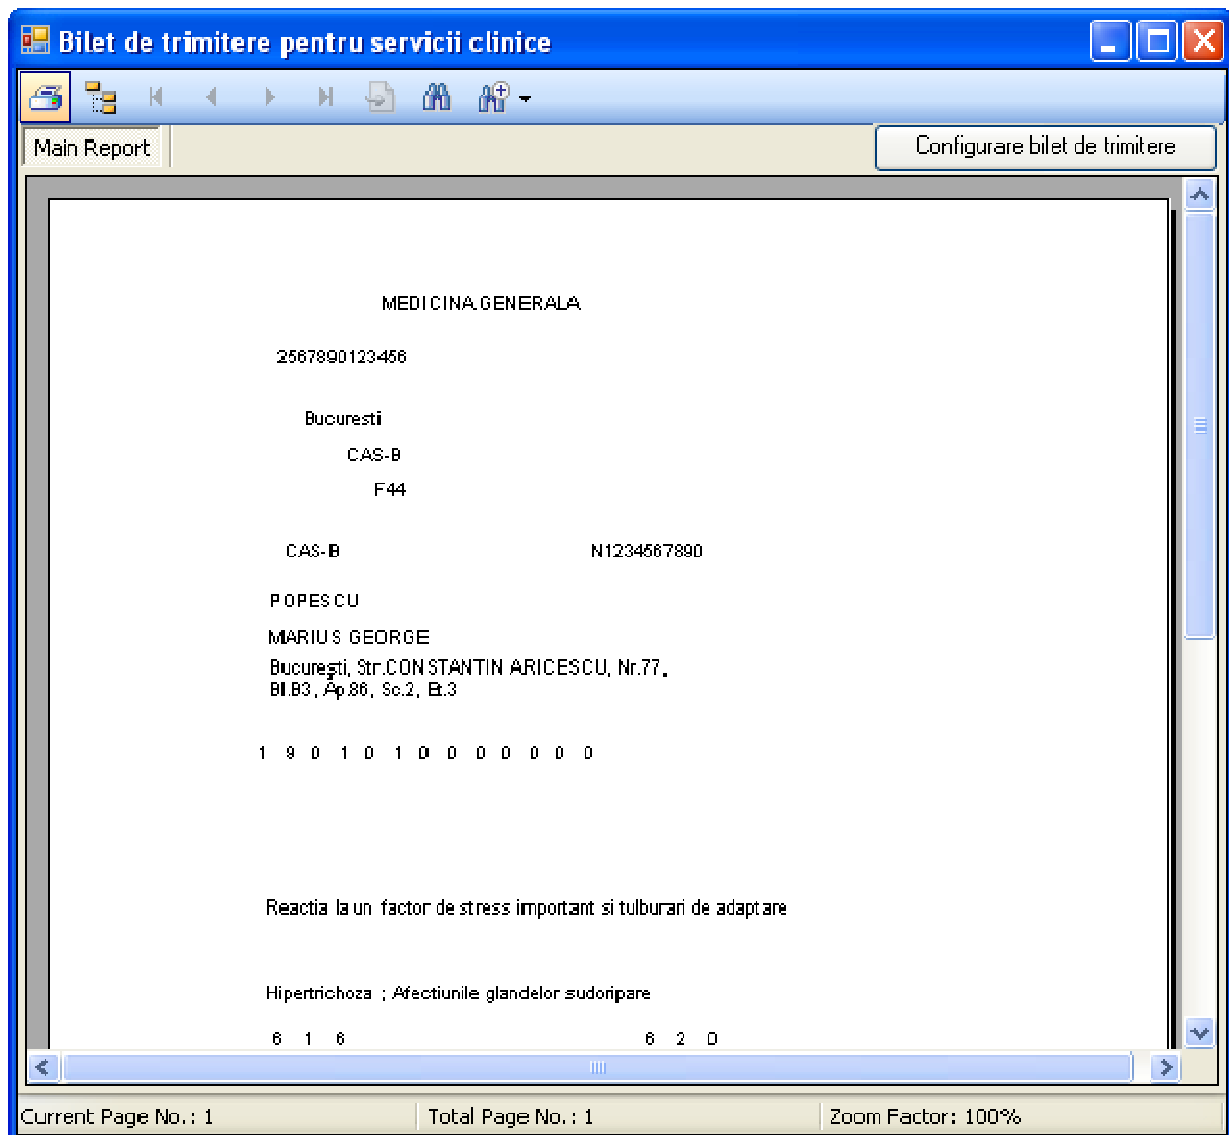 Bilet de trimitere pentru servicii clinice
Main Report
Configurare bilet de trimitere
MEDICINA GENERALA
2567890123456
Bucuresti
CAS-B
F44
CAS-B N1234567890
POPESCU
MARIUS GEORGE
Bucureşti, Str.CONSTANTIN ARICESCU, Nr.77,
Bl.B3, Ap.86, Sc.2, Et.3
1 9 0 1 0 1 0 0 0 0 0 0 0
Reactia la un factor de stress important si tulburari de adaptare
Hipertrichoza ; Afectiunile glandelor sudoripare
6 1 6 6 2 0
Current Page No.: 1 Total Page No.: 1 Zoom Factor: 100%